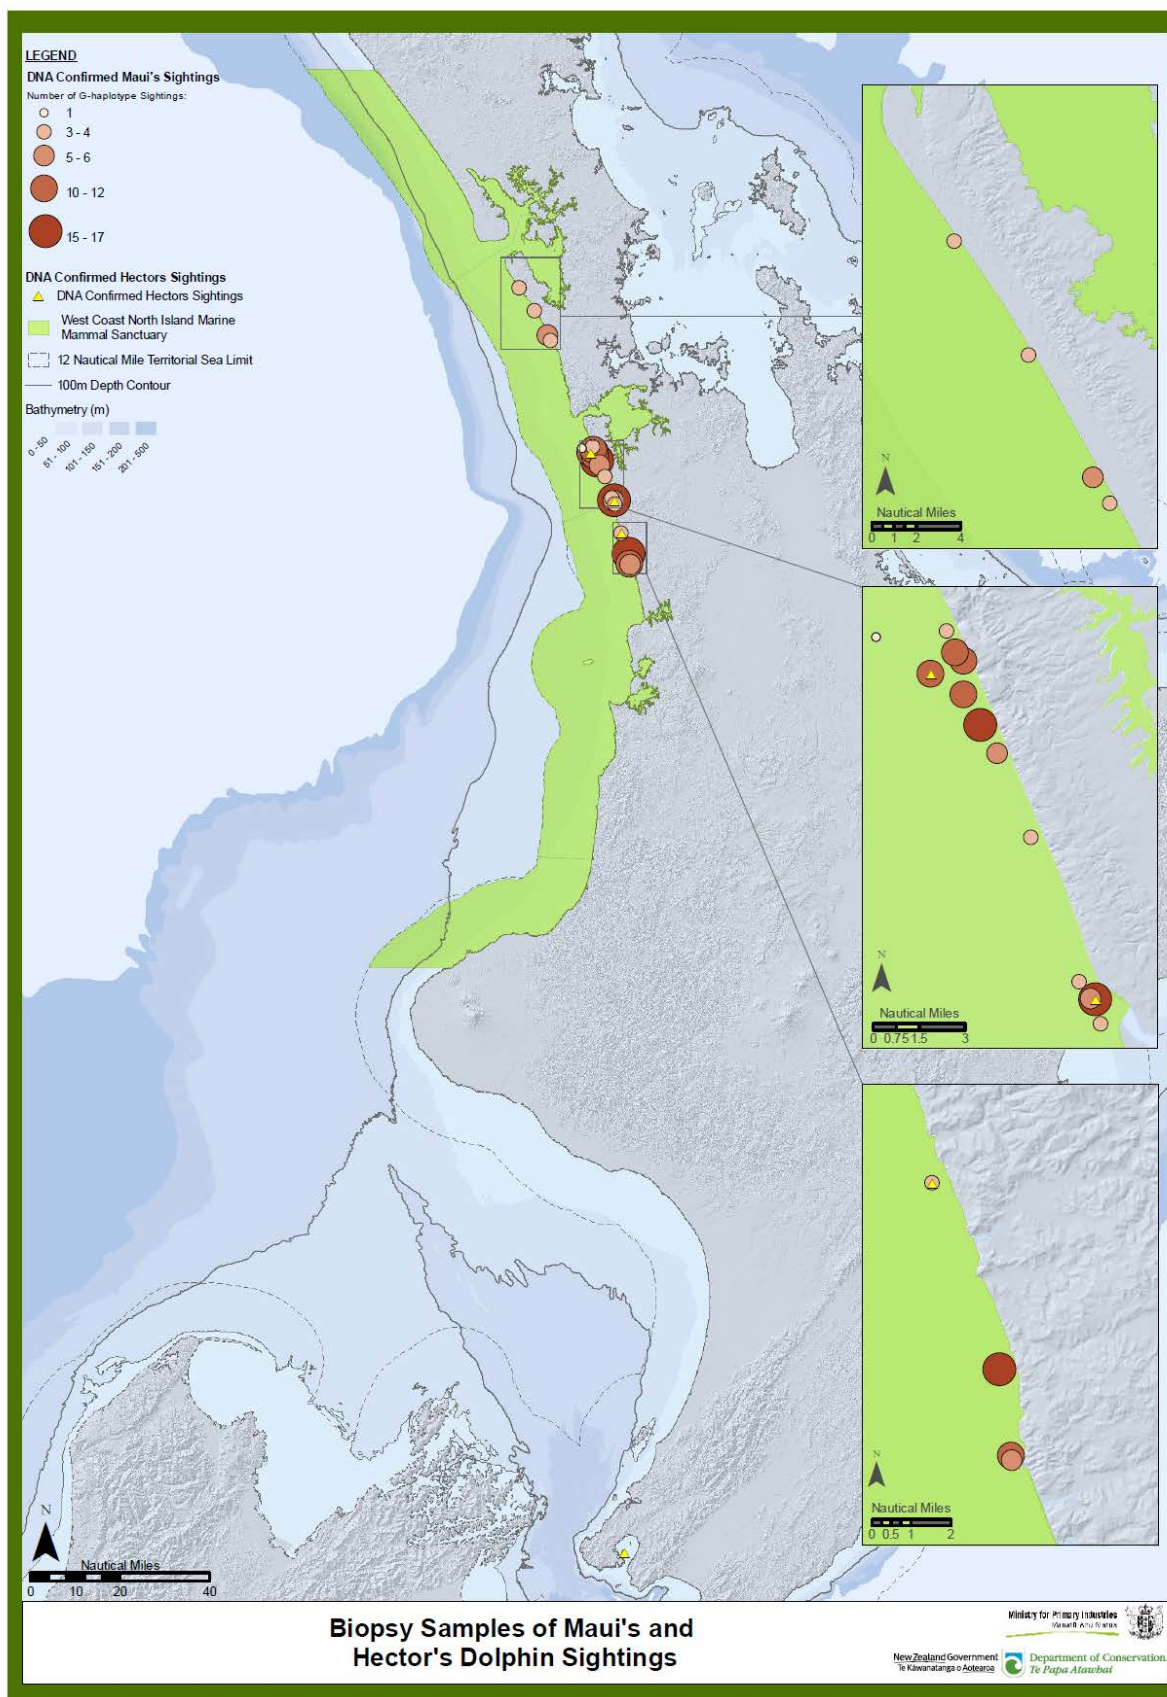 LEGEND
DNA Confirmed Maui's Sightings
Number of G-haplotype Sightings:
1
3 - 4
5 - 6
10 - 12
15 - 17
DNA Confirmed Hectors Sightings
DNA Confirmed Hectors Sightings
West Coast North Island Marine
Mammal Sanctuary
12 Nautical Mile Territorial Sea Limit
100m Depth Contour
Bathymetry (m)
0 - 50
51 - 100
101 - 150
151 - 200
201 - 500
N
Nautical Miles
0 1 2 4
N
Nautical Miles
0 0.75 1.5 3
N
Nautical Miles
0 0.5 1 2
N
Nautical Miles
0 10 20 40
Biopsy Samples of Maui's and
Hector's Dolphin Sightings
Ministry for Primary Industries
Manatū Ahu Matua
New Zealand Government
Te Kāwanatanga o Aotearoa
Department of Conservation
Te Papa Atawhai